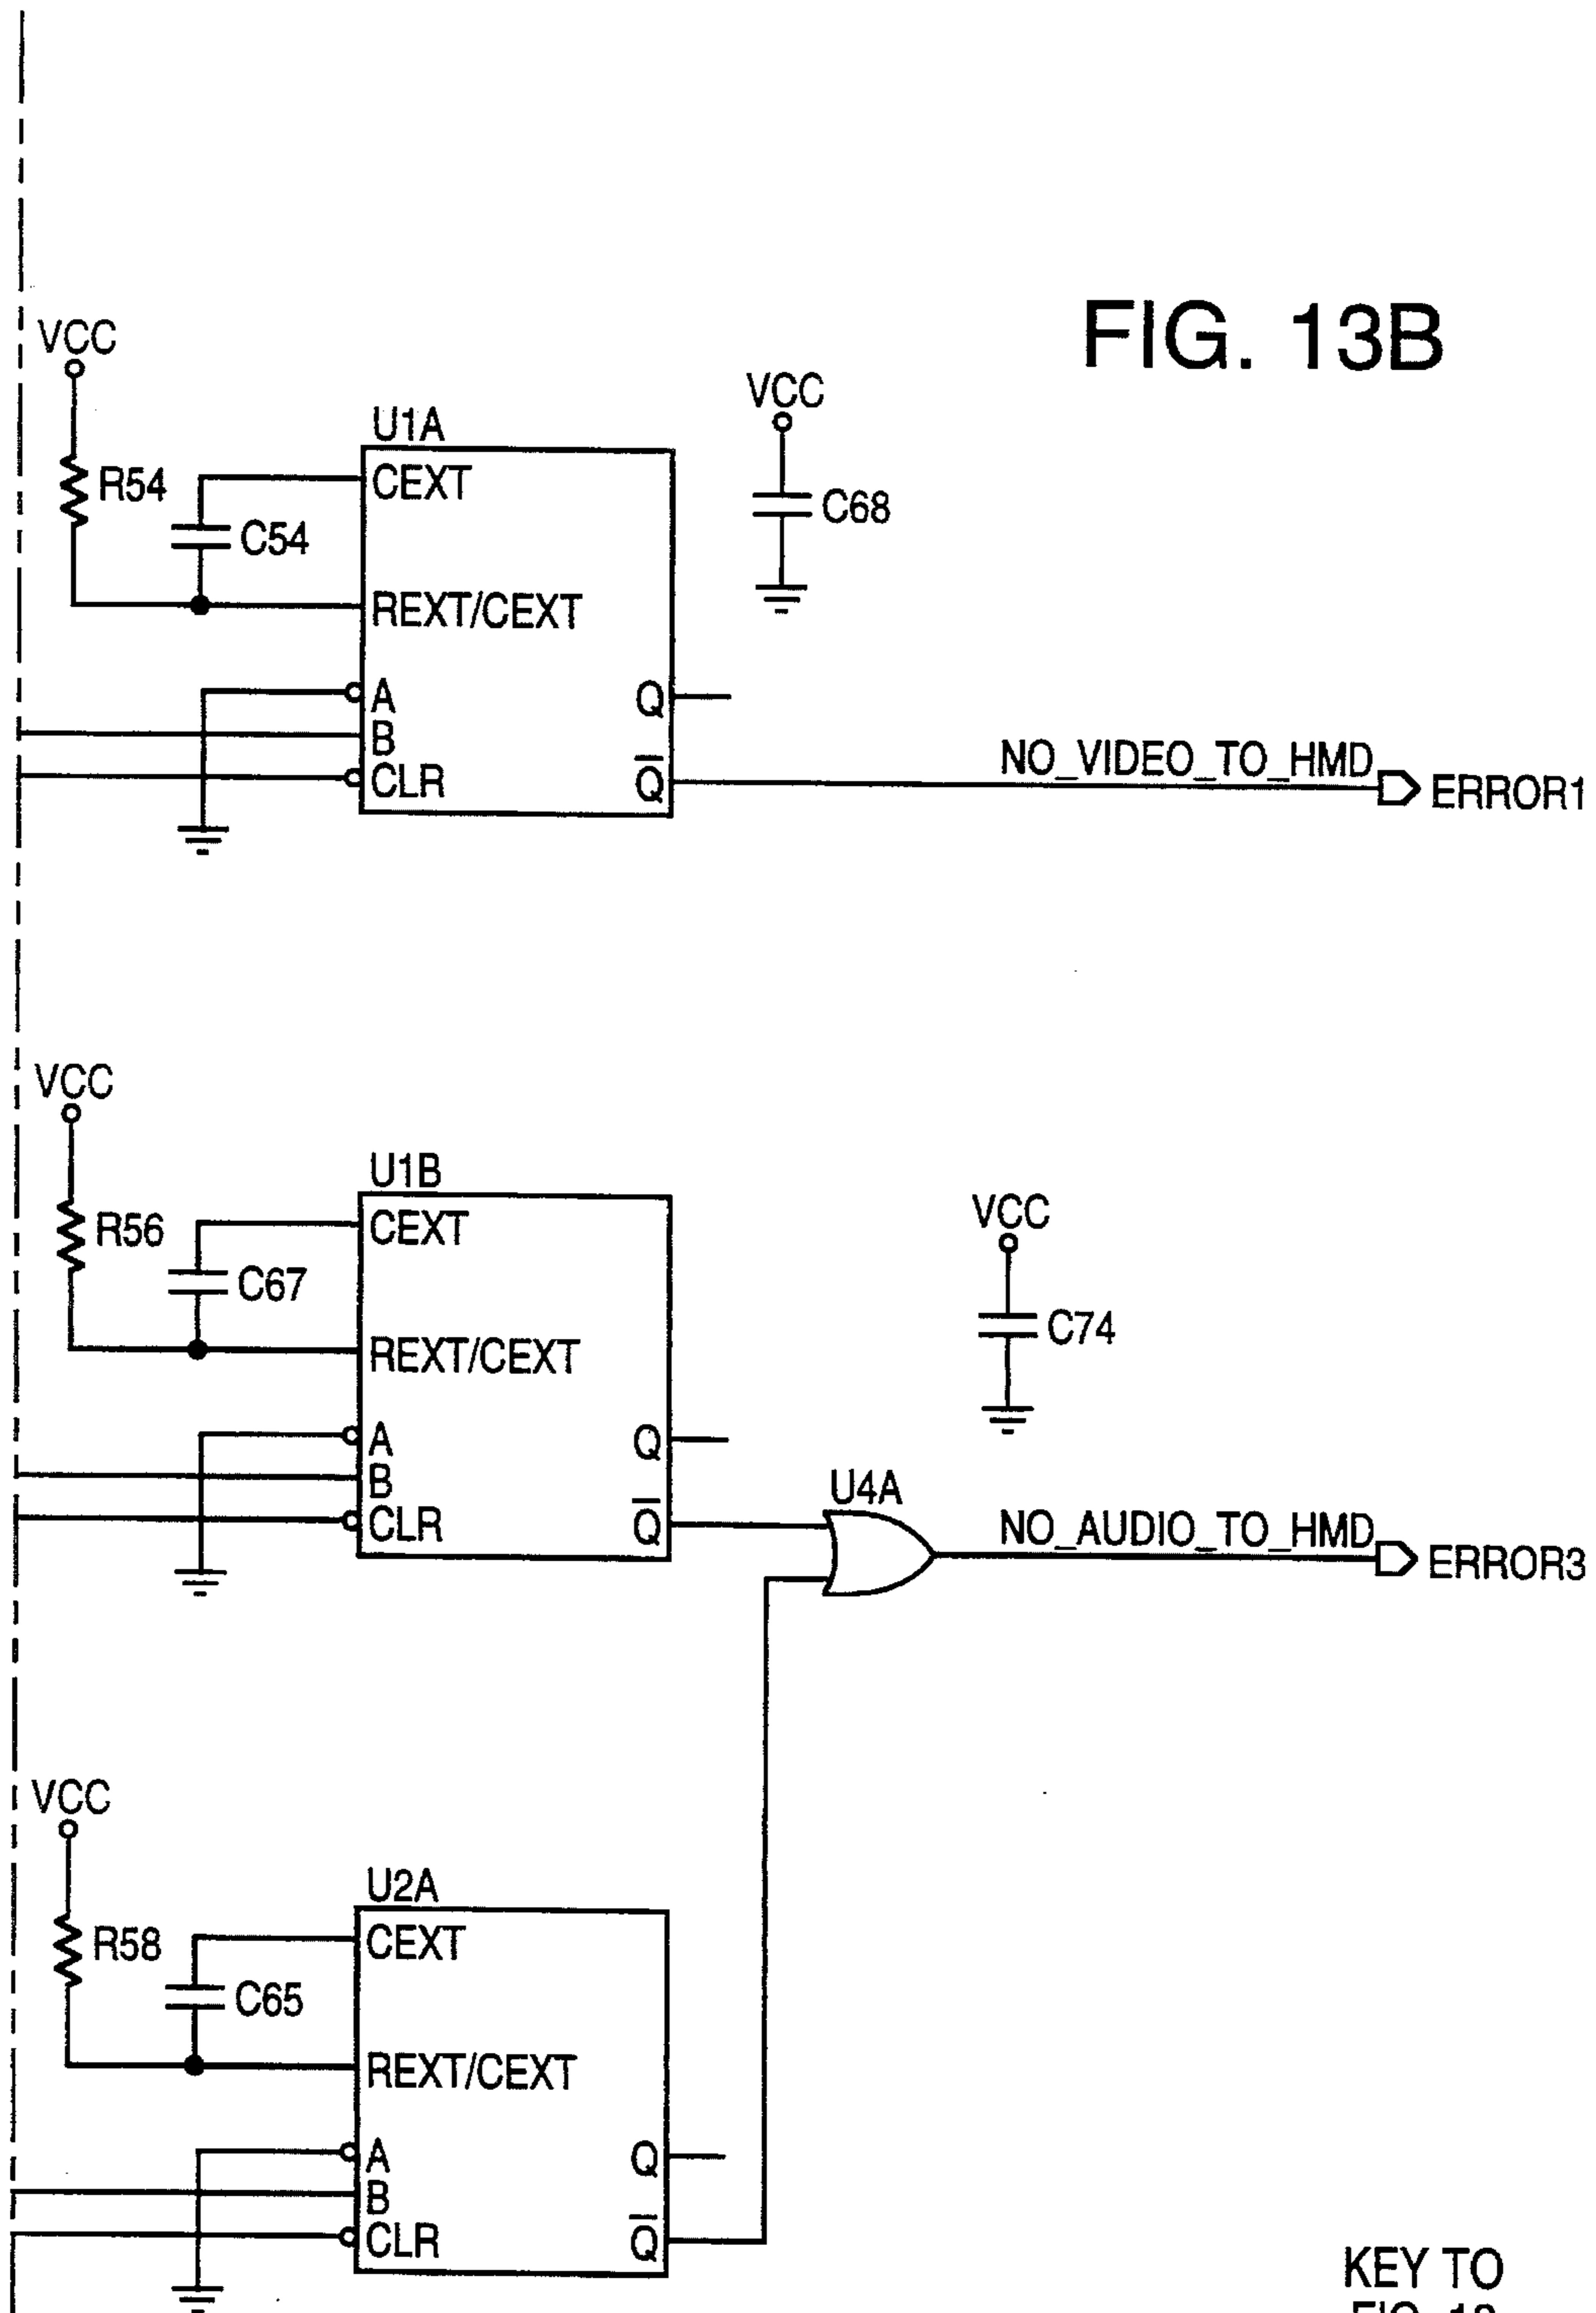 FIG. 13B
VCC
R54
C54
U1A
CEXT
REXT/CEXT
A
B
CLR
Q
Q̅
VCC
C68
NO_VIDEO_TO_HMD
ERROR1
VCC
R56
C67
U1B
CEXT
REXT/CEXT
A
B
CLR
Q
Q̅
VCC
C74
U4A
NO_AUDIO_TO_HMD
ERROR3
VCC
R58
C65
U2A
CEXT
REXT/CEXT
A
B
CLR
Q
Q̅
KEY TO